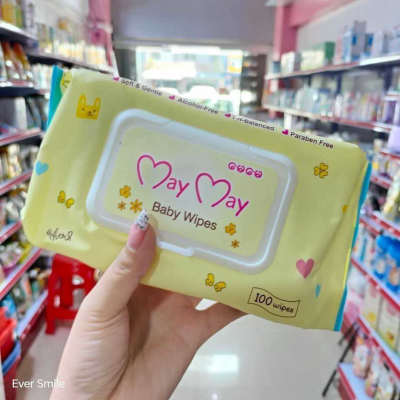 Soft & Gentle Alcohol-Free PH-Balanced Paraben Free
May May
Baby Wipes
100 wipes
Ever Smile